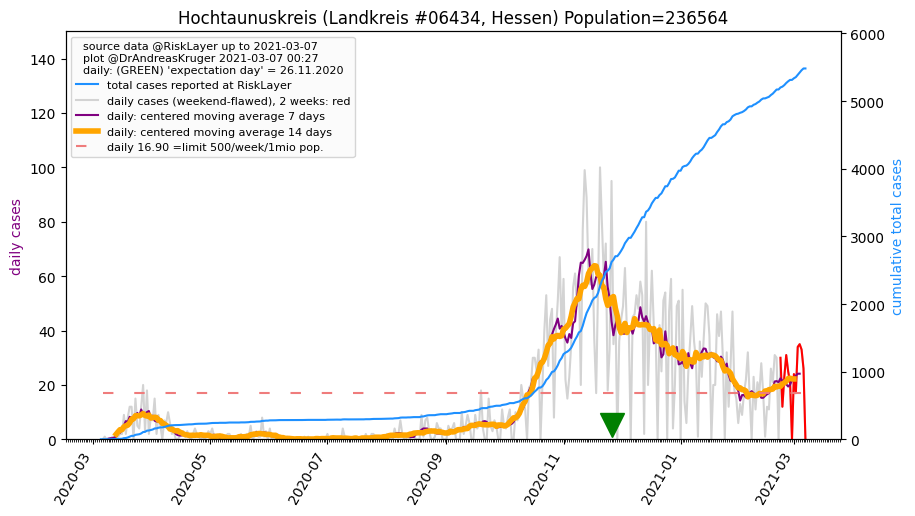 Hochtaunuskreis (Landkreis #06434, Hessen) Population=236564
source data @RiskLayer up to 2021-03-07
plot @DrAndreasKruger 2021-03-07 00:27
daily: (GREEN) 'expectation day' = 26.11.2020
total cases reported at RiskLayer
daily cases (weekend-flawed), 2 weeks: red
daily: centered moving average 7 days
daily: centered moving average 14 days
daily 16.90 =limit 500/week/1mio pop.
daily cases
140
120
100
80
60
40
20
0
6000
5000
4000
3000
2000
1000
0
cumulative total cases
2020-03
2020-05
2020-07
2020-09
2020-11
2021-01
2021-03